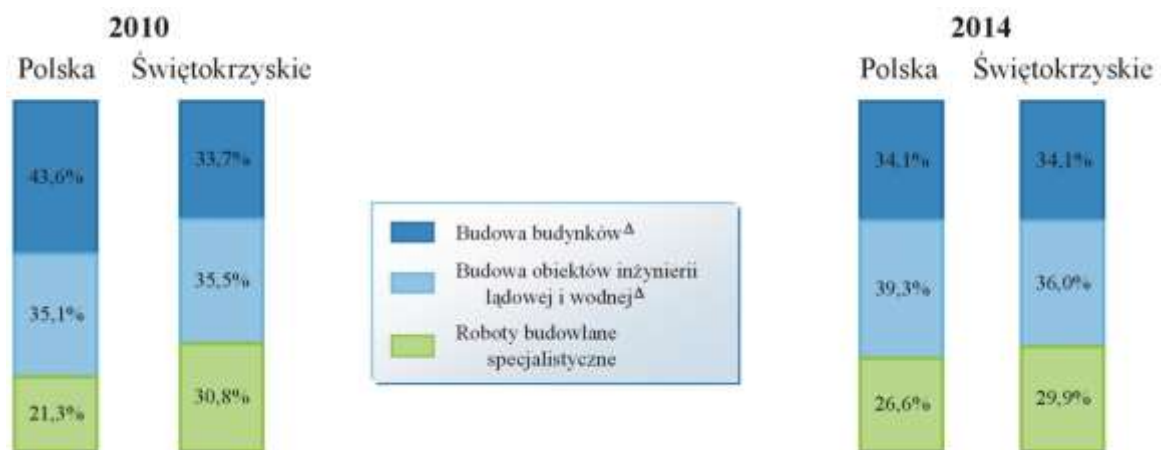 2010
Polska Świętokrzyskie
43,6%
35,1%
21,3%
33,7%
35,5%
30,8%
Budowa budynków^Δ
Budowa obiektów inżynierii
lądowej i wodnej^Δ
Roboty budowlane
specjalistyczne
2014
Polska Świętokrzyskie
34,1%
39,3%
26,6%
34,1%
36,0%
29,9%